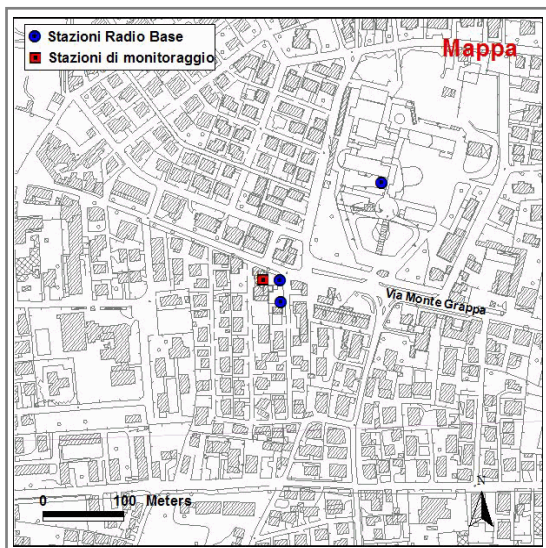 Stazioni Radio Base
Stazioni di monitoraggio
Mappa
Via Monte Grappa
N
0 100 Meters